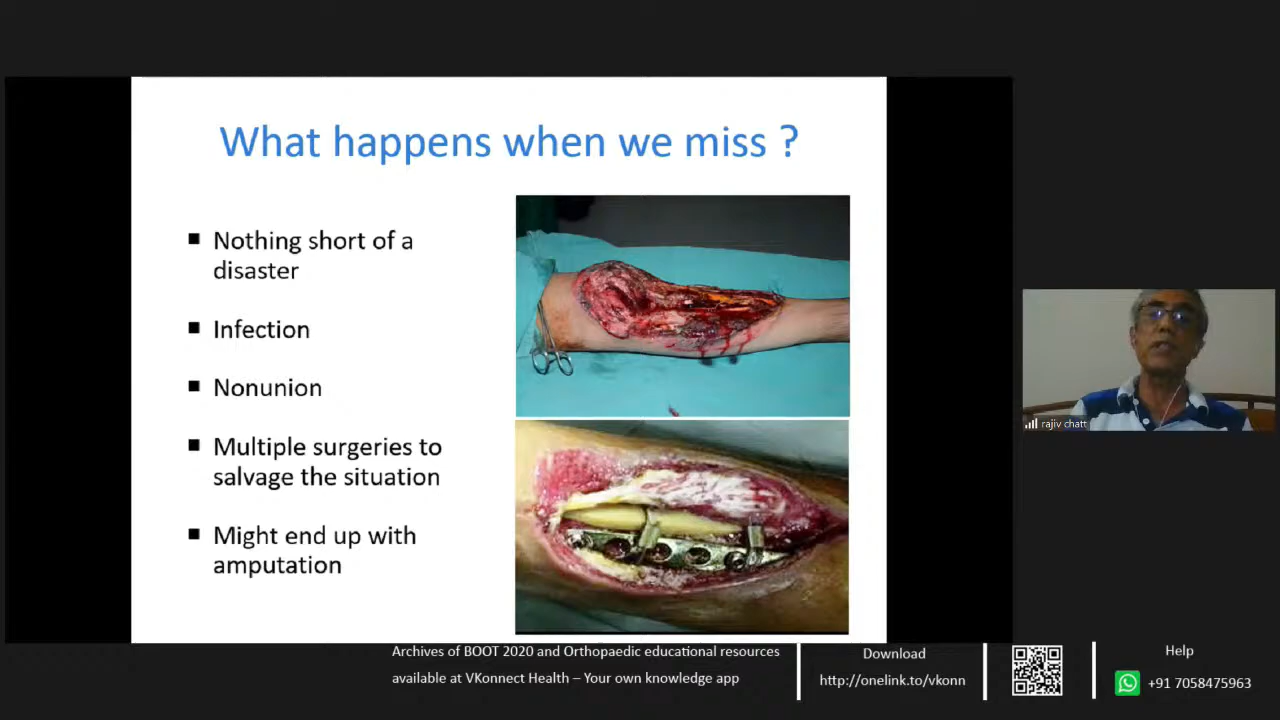 What happens when we miss ?
▪ Nothing short of a
disaster
▪ Infection
▪ Nonunion
▪ Multiple surgeries to
salvage the situation
▪ Might end up with
amputation
rajiv chatt
Archives of BOOT 2020 and Orthopaedic educational resources
available at VKonnect Health – Your own knowledge app
Download
http://onelink.to/vkonn
Help
+91 7058475963